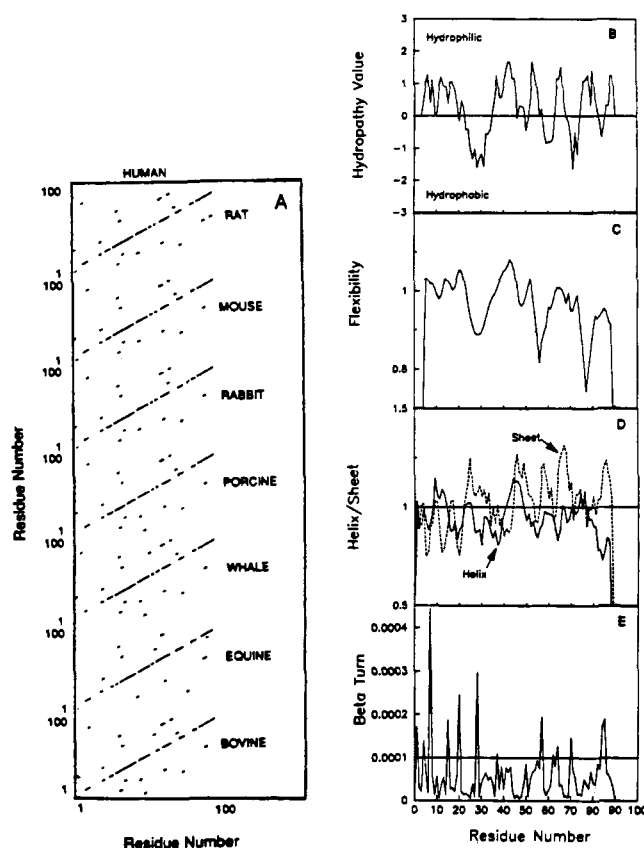 HUMAN
A
100
RAT
1
100
MOUSE
1
100
RABBIT
1
100
PORCINE
1
100
WHALE
1
100
EQUINE
1
100
BOVINE
1
1
100
Residue Number
Residue Number
B
Hydrophilic
Hydrophobic
3
2
1
0
-1
-2
-3
Hydropathy Value
C
1
0.8
Flexibility
1.5
D
Sheet
Helix
1
0.5
Helix/Sheet
E
0.0004
0.0003
0.0002
0.0001
0
Beta Turn
0 10 20 30 40 50 60 70 80 90 100
Residue Number